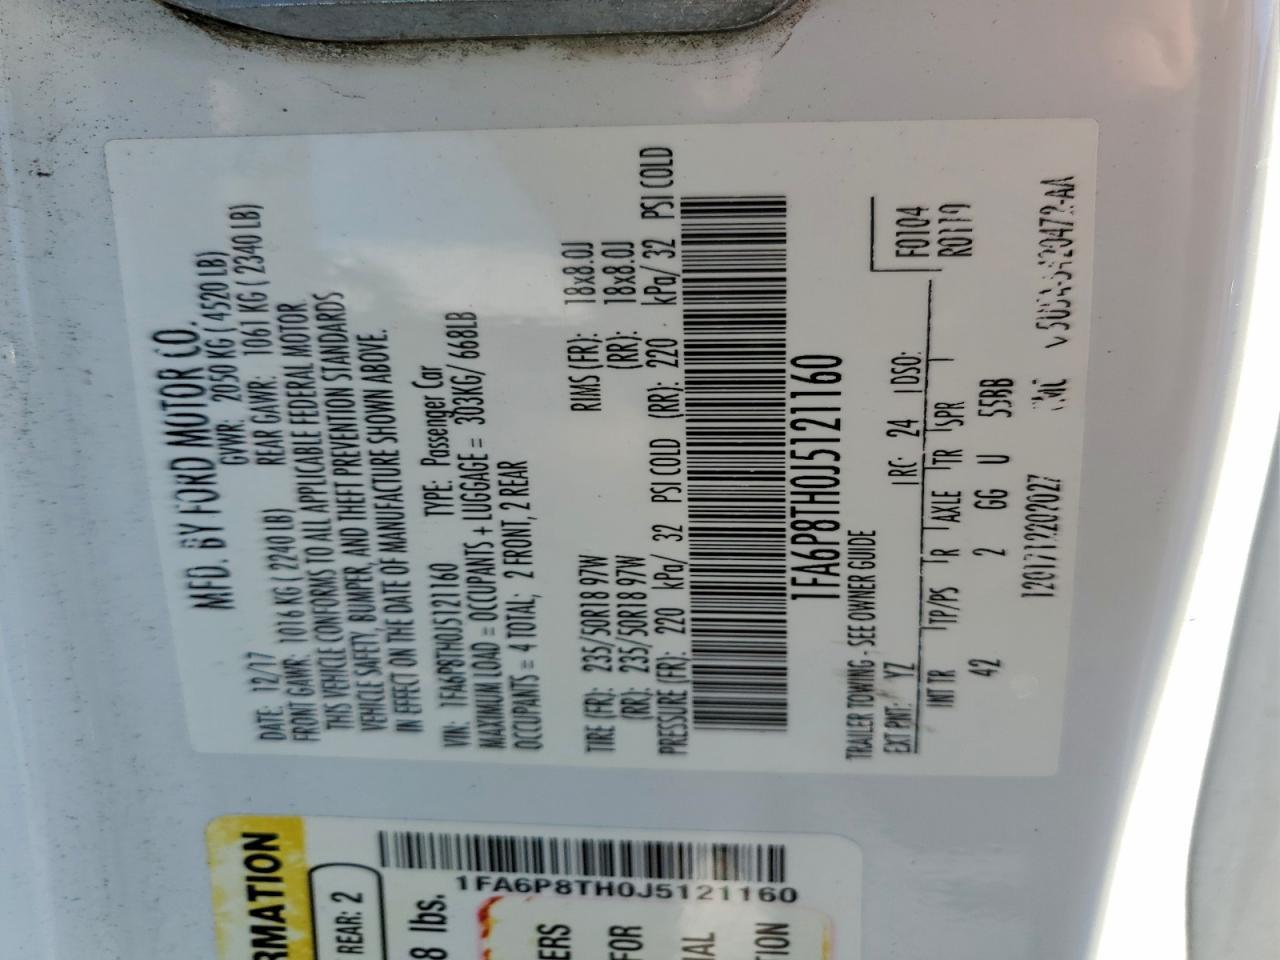 MFD. BY FORD MOTOR CO.
DATE: 12/17 GVWR: 2050 KG ( 4520 LB)
FRONT GAWR: 1016 KG ( 2240 LB) REAR GAWR: 1061 KG ( 2340 LB)
THIS VEHICLE CONFORMS TO ALL APPLICABLE FEDERAL MOTOR
VEHICLE SAFETY, BUMPER, AND THEFT PREVENTION STANDARDS
IN EFFECT ON THE DATE OF MANUFACTURE SHOWN ABOVE.
VIN: 1FA6P8TH0J5121160 TYPE: Passenger Car
MAXIMUM LOAD = OCCUPANTS + LUGGAGE = 303KG/ 668LB
OCCUPANTS = 4 TOTAL, 2 FRONT, 2 REAR
TIRE (FR): 235/50R18 97W RIMS (FR): 18x8.0J
(RR): 235/50R18 97W (RR): 18x8.0J
PRESSURE (FR): 220 kPa/ 32 PSI COLD (RR): 220 kPa/ 32 PSI COLD
1FA6P8TH0J5121160
TRAILER TOWING - SEE OWNER GUIDE
EXT PNT: YZ RC: 24 DSO: F0104
R0119
INT TR TP/PS R AXLE TR SPR
42 2 GG U 55BB
RMATION
REAR: 2
8 lbs.
1FA6P8TH0J5121160
ERS
FOR
IAL
TION